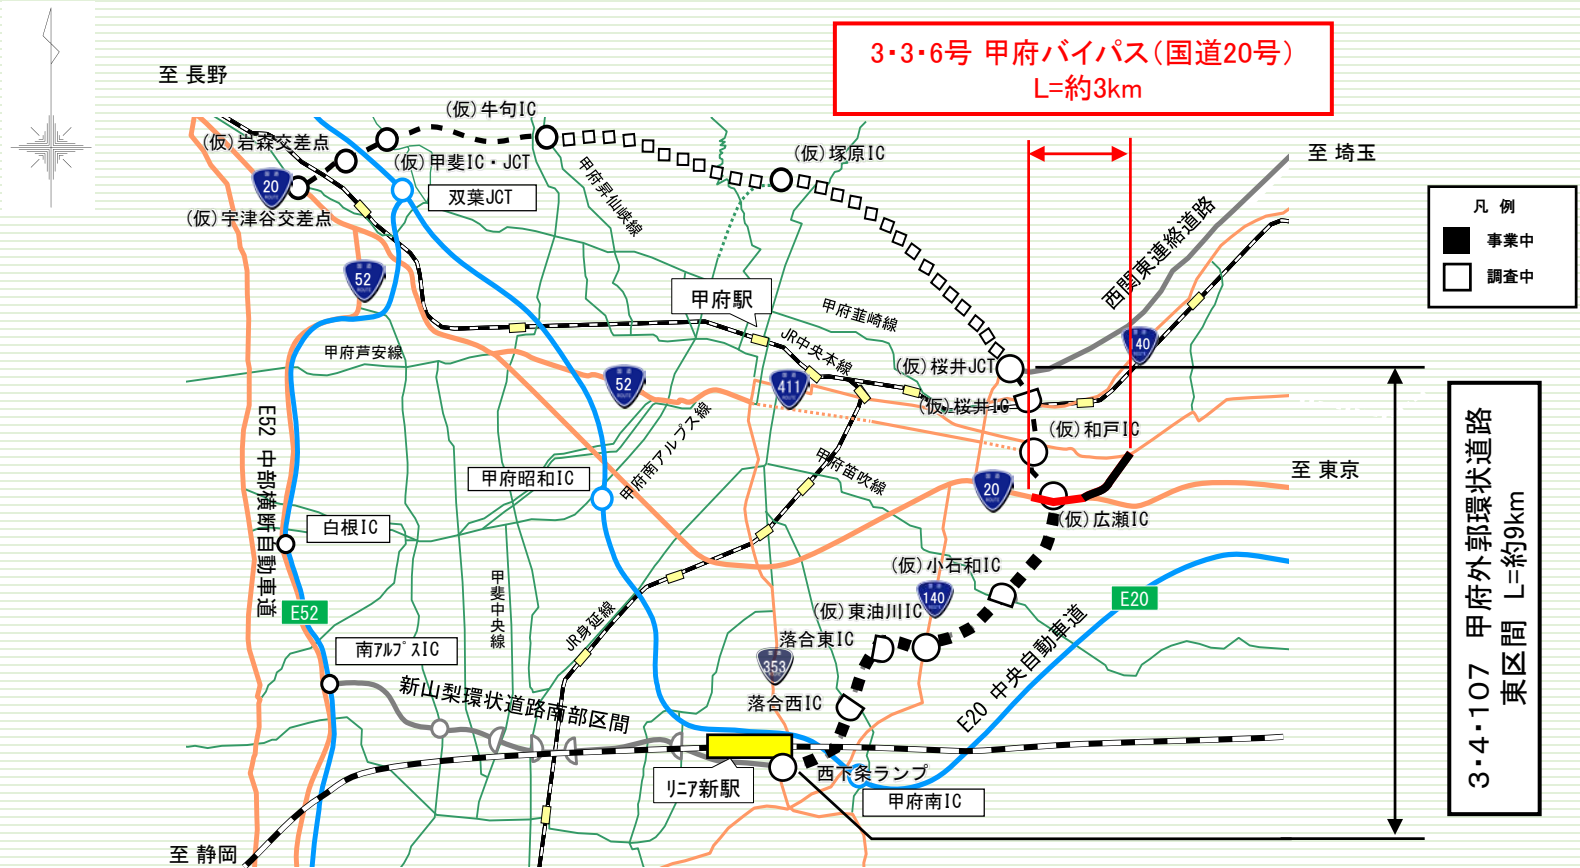 3・3・6号 甲府バイパス（国道20号）
L=約3km
至 長野
(仮)牛句IC
(仮)岩森交差点
(仮)甲斐IC・JCT
(仮)塚原IC
至 埼玉
20
双葉JCT
(仮)宇津谷交差点
甲府昇仙峡線
西関東連絡道路
凡 例
事業中
調査中
52
甲府駅
甲府韮崎線
JR中央本線
140
甲府芦安線
(仮)桜井JCT
52
411
(仮)桜井IC
E52 中部横断自動車道
甲府南アルプス線
(仮)和戸IC
甲府笛吹線
至 東京
甲府昭和IC
20
(仮)広瀬IC
白根IC
(仮)小石和IC
甲斐中央線
140
E20
E52
(仮)東油川IC
JR身延線
落合東IC
南ｱﾙﾌﾟｽIC
353
E20 中央自動車道
新山梨環状道路南部区間
落合西IC
ﾘﾆｱ新駅
西下条ランプ
甲府南IC
至 静岡
3・4・107 甲府外郭環状道路
東区間 L=約9km